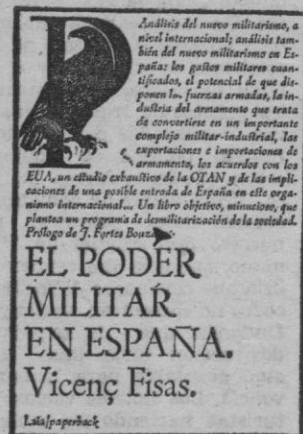 P
Análisis del nuevo militarismo, a
nivel internacional; análisis tam-
bién del nuevo militarismo en Es-
paña: los gastos militares cuan-
tificados, el potencial de que dis-
ponen las fuerzas armadas, la in-
dustria del armamento que trata
de convertirse en un importante
complejo militar-industrial, las
exportaciones e importaciones de
armamento, los acuerdos con los
EUA, un estudio exhaustivo de la OTAN y de las impli-
caciones de una posible entrada de España en este orga-
nismo internacional... Un libro objetivo, minucioso, que
plantea un programa de desmilitarización de la sociedad.
Prólogo de J. Fortes
EL PODER
MILITAR
EN ESPAÑA.
Vicenç Fisas.
Laia/paperback